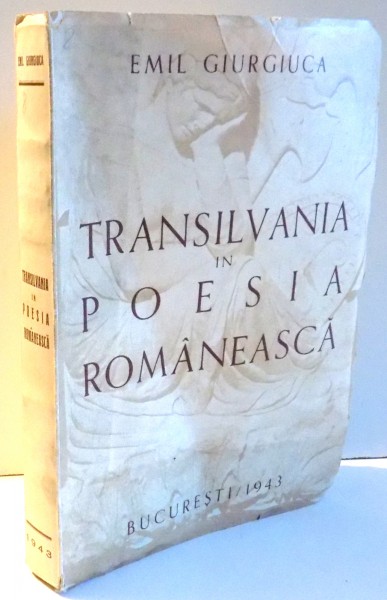 EMIL GIURGIUCA
TRANSILVANIA
IN
POESIA
ROMÂNEASCĂ
BUCUREȘTI/1943
EMIL GIURGIUCA
TRANSILVANIA
IN
POESIA
ROMÂNEASCĂ
1943